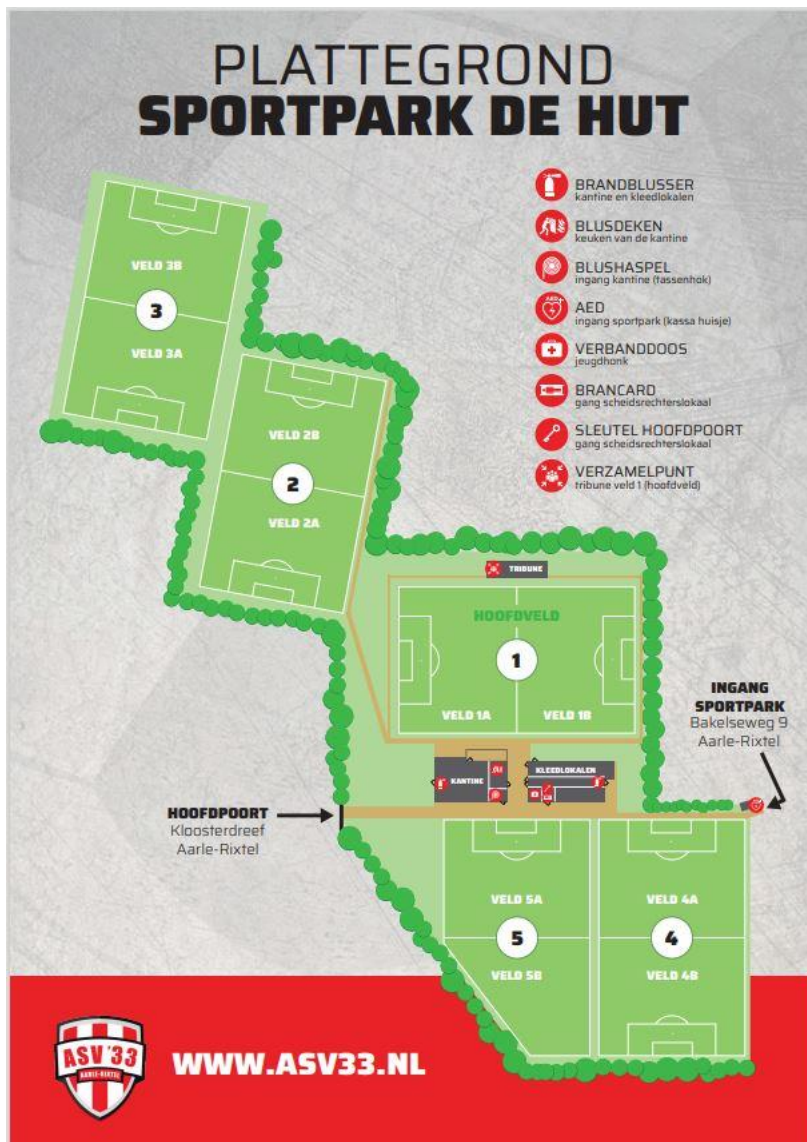 PLATTEGROND
SPORTPARK DE HUT
BRANDBLUSSER
kantine en kleedlokalen
BLUSDEKEN
keuken van de kantine
BLUSHASPEL
ingang kantine (tassenhok)
AED
AED
ingang sportpark (kassa huisje)
VERBANDDOOS
jeugdhonk
BRANCARD
gang scheidsrechterslokaal
SLEUTEL HOOFDPOORT
gang scheidsrechterslokaal
VERZAMELPUNT
tribune veld 1 (hoofdveld)
VELD 3B
3
VELD 3A
VELD 2B
2
VELD 2A
TRIBUNE
HOOFDVELD
1
VELD 1A
VELD 1B
INGANG
SPORTPARK
Bakelseweg 9
Aarle-Rixtel
KANTINE
KLEEDLOKALEN
HOOFDPOORT
Kloosterdreef
Aarle-Rixtel
VELD 5A
5
VELD 5B
VELD 4A
4
VELD 4B
ASV'33
AARLE-RIXTEL
WWW.ASV33.NL